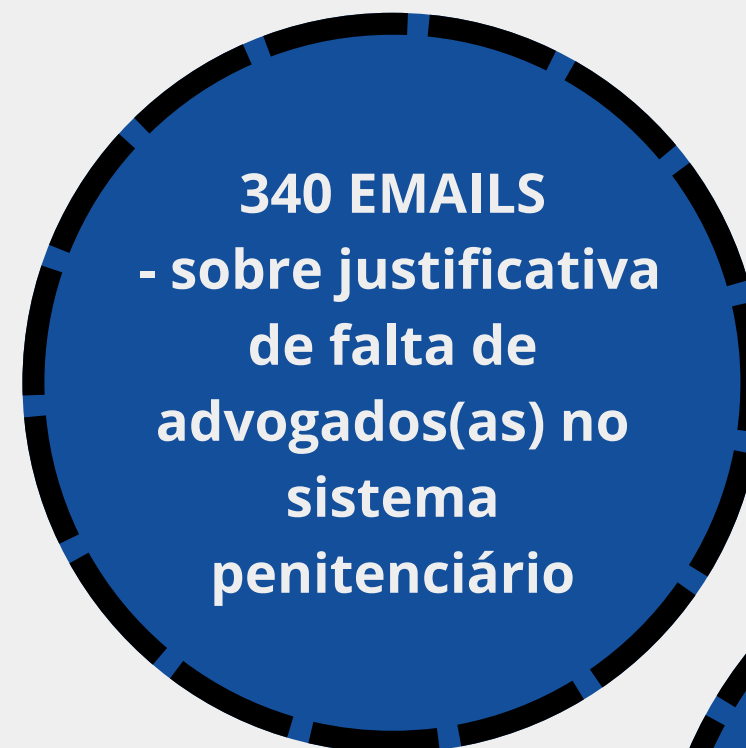 340 EMAILS
- sobre justificativa
de falta de
advogados(as) no
sistema
penitenciário